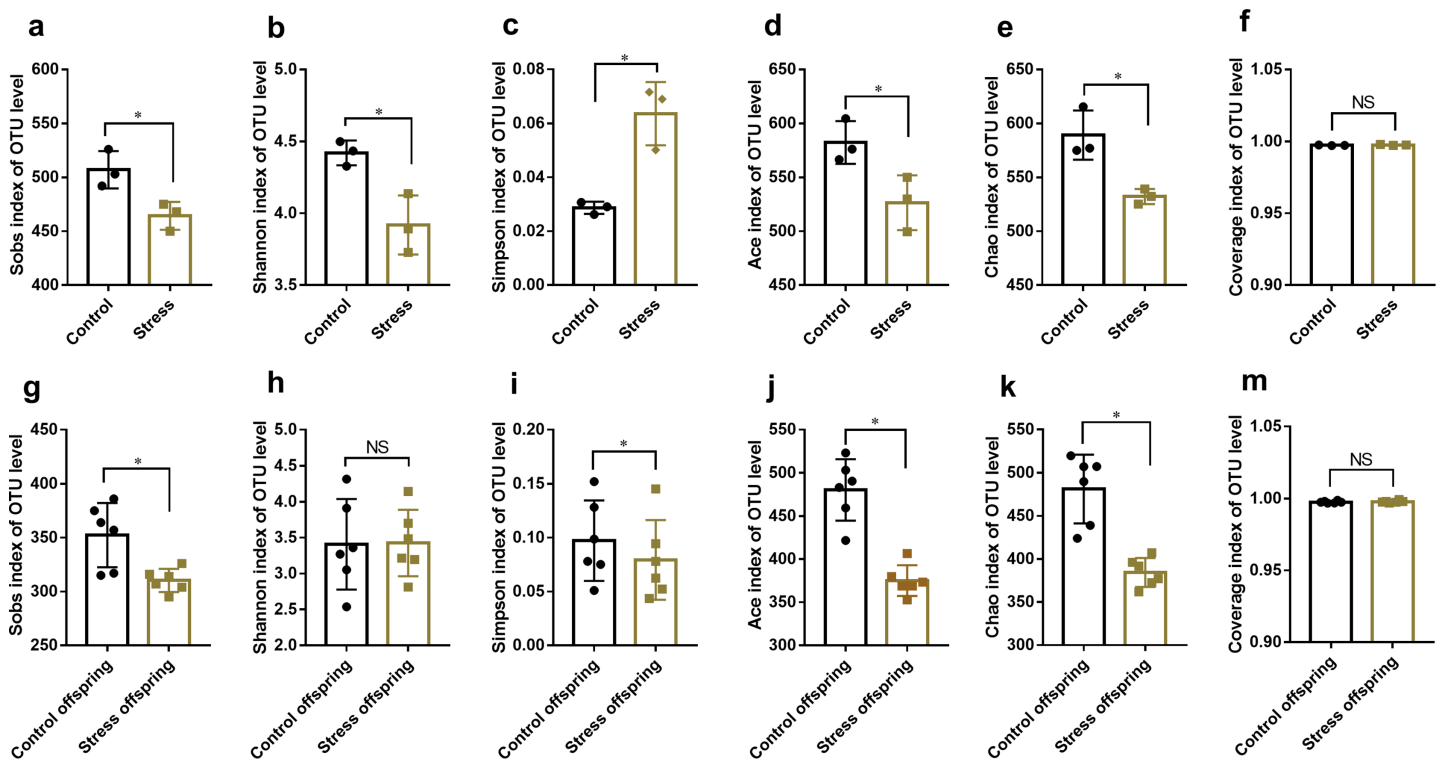 a
Sobs index of OTU level
600
550
500
450
400
*
Control
Stress
b
Shannon index of OTU level
5.0
4.5
4.0
3.5
*
Control
Stress
c
Simpson index of OTU level
0.08
0.06
0.04
0.02
0.00
*
Control
Stress
d
Ace index of OTU level
650
600
550
500
450
*
Control
Stress
e
Chao index of OTU level
650
600
550
500
450
*
Control
Stress
f
Coverage index of OTU level
1.05
1.00
0.95
0.90
NS
Control
Stress
g
Sobs index of OTU level
450
400
350
300
250
*
Control offspring
Stress offspring
h
Shannon index of OTU level
5.0
4.5
4.0
3.5
3.0
2.5
2.0
NS
Control offspring
Stress offspring
i
Simpson index of OTU level
0.20
0.15
0.10
0.05
0.00
*
Control offspring
Stress offspring
j
Ace index of OTU level
550
500
450
400
350
300
*
Control offspring
Stress offspring
k
Chao index of OTU level
550
500
450
400
350
300
*
Control offspring
Stress offspring
m
Coverage index of OTU level
1.05
1.00
0.95
0.90
NS
Control offspring
Stress offspring